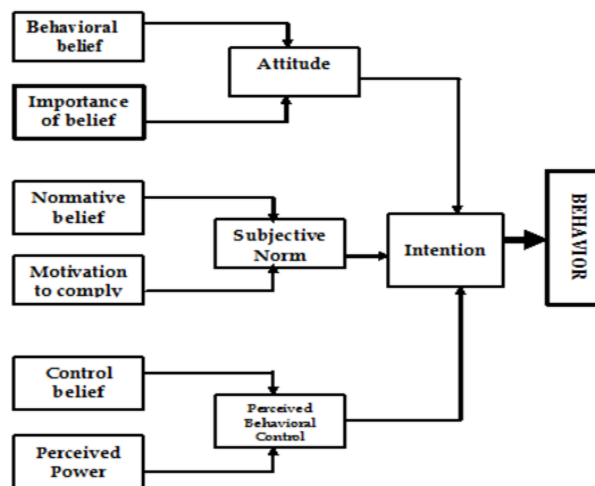 Behavioral
belief
Attitude
Importance
of belief
Normative
belief
Subjective
Norm
Motivation
to comply
Intention
BEHAVIOR
Control
belief
Perceived
Behavioral
Control
Perceived
Power